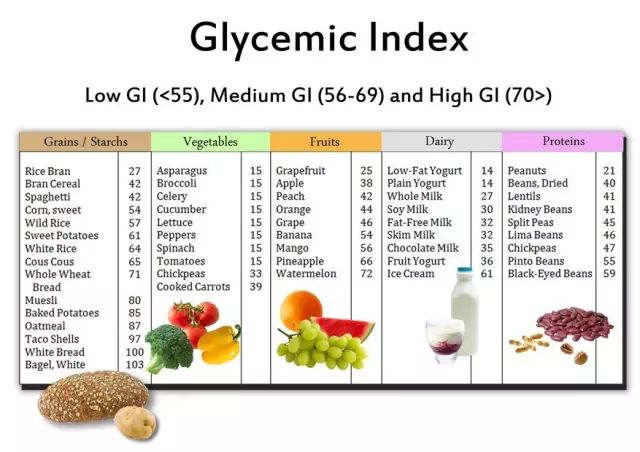 Glycemic Index
Low GI (<55), Medium GI (56-69) and High GI (70>)
Grains / Starchs
Rice Bran 27
Bran Cereal 42
Spaghetti 42
Corn, sweet 54
Wild Rice 57
Sweet Potatoes 61
White Rice 64
Cous Cous 65
Whole Wheat 71
Bread
Muesli 80
Baked Potatoes 85
Oatmeal 87
Taco Shells 97
White Bread 100
Bagel, White 103
Vegetables
Asparagus 15
Broccoli 15
Celery 15
Cucumber 15
Lettuce 15
Peppers 15
Spinach 15
Tomatoes 15
Chickpeas 33
Cooked Carrots 39
Fruits
Grapefruit 25
Apple 38
Peach 42
Orange 44
Grape 46
Banana 54
Mango 56
Pineapple 66
Watermelon 72
Dairy
Low-Fat Yogurt 14
Plain Yogurt 14
Whole Milk 27
Soy Milk 30
Fat-Free Milk 32
Skim Milk 32
Chocolate Milk 35
Fruit Yogurt 36
Ice Cream 61
Proteins
Peanuts 21
Beans, Dried 40
Lentils 41
Kidney Beans 41
Split Peas 45
Lima Beans 46
Chickpeas 47
Pinto Beans 55
Black-Eyed Beans 59